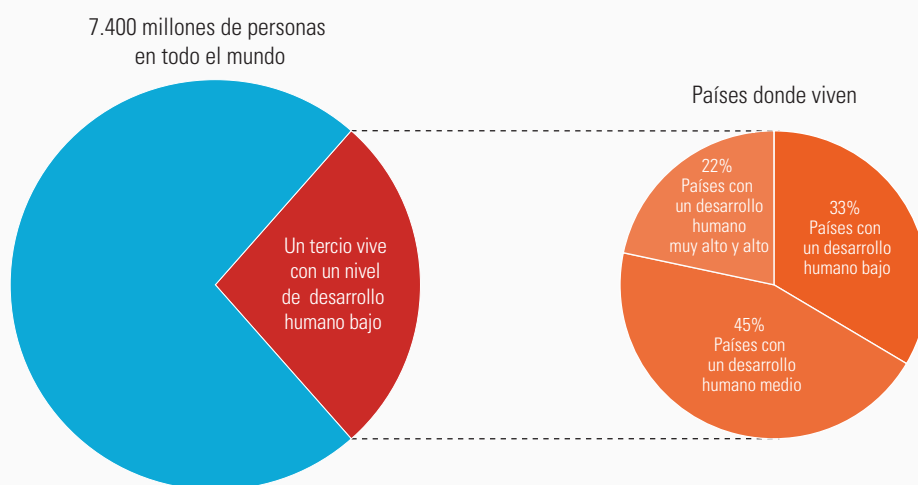 7.400 millones de personas
en todo el mundo
Un tercio vive
con un nivel
de desarrollo
humano bajo
Países donde viven
22%
Países con
un desarrollo
humano
muy alto y alto
33%
Países con
un desarrollo
humano bajo
45%
Países con
un desarrollo
humano medio